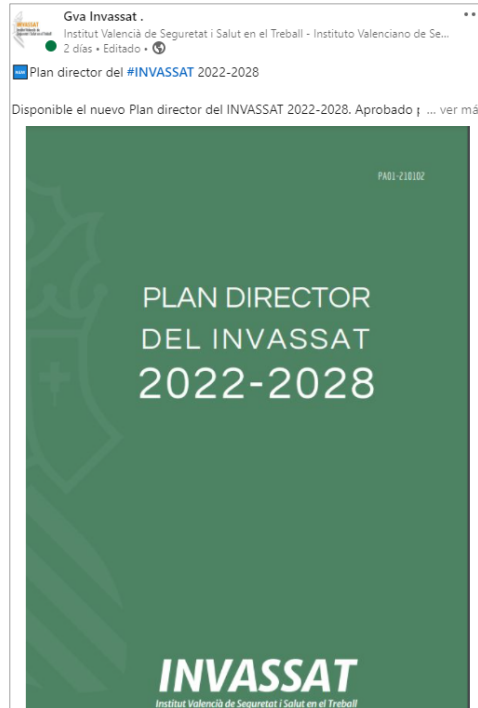 Gva Invassat .
Institut Valencià de Seguretat i Salut en el Treball - Instituto Valenciano de Se...
2 días • Editado •
Plan director del #INVASSAT 2022-2028
Disponible el nuevo Plan director del INVASSAT 2022-2028. Aprobado ... ver má
PA01-210102
PLAN DIRECTOR
DEL INVASSAT
2022-2028
INVASSAT
Institut Valencià de Seguretat i Salut en el Treball